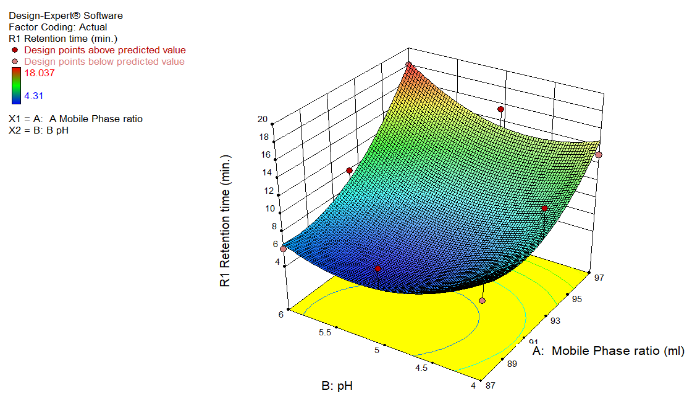 Design-Expert® Software
Factor Coding: Actual
R1 Retention time (min.)
Design points above predicted value
Design points below predicted value
18.037
4.31
X1 = A: A Mobile Phase ratio
X2 = B: B pH
20
18
16
14
12
10
8
6
4
R1 Retention time (min.)
6
5.5
5
4.5
4
B: pH
87
89
91
93
95
97
A: Mobile Phase ratio (ml)